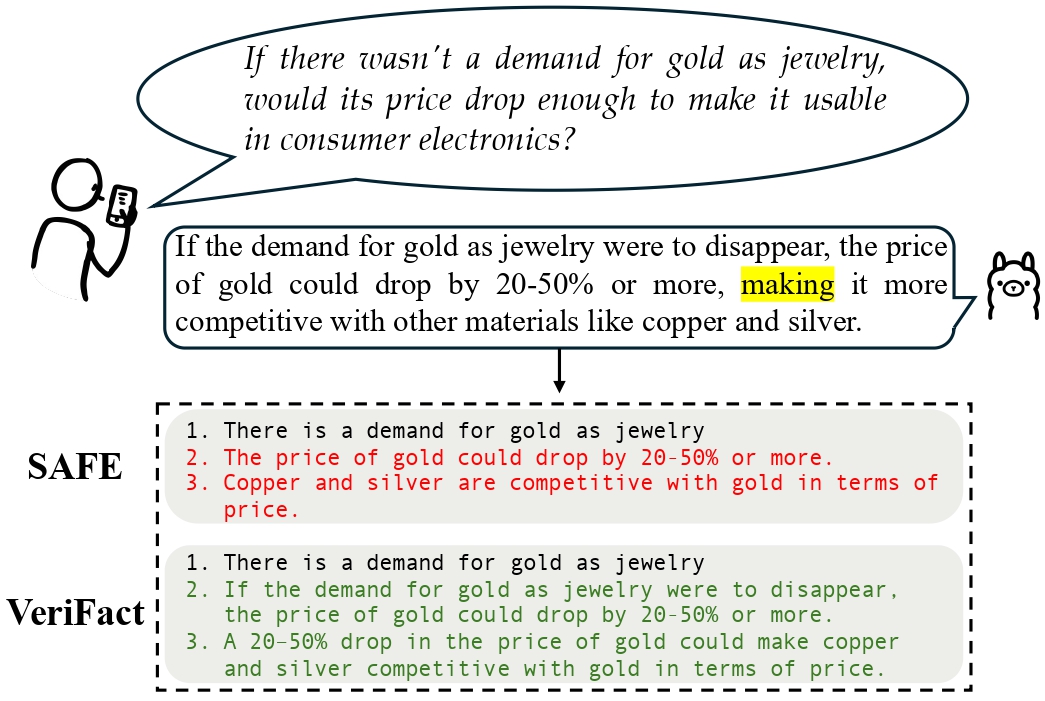 If there wasn't a demand for gold as jewelry,
would its price drop enough to make it usable
in consumer electronics?
If the demand for gold as jewelry were to disappear, the price
of gold could drop by 20-50% or more, making it more
competitive with other materials like copper and silver.
SAFE
1. There is a demand for gold as jewelry
2. The price of gold could drop by 20-50% or more.
3. Copper and silver are competitive with gold in terms of
price.
VeriFact
1. There is a demand for gold as jewelry
2. If the demand for gold as jewelry were to disappear,
the price of gold could drop by 20-50% or more.
3. A 20–50% drop in the price of gold could make copper
and silver competitive with gold in terms of price.